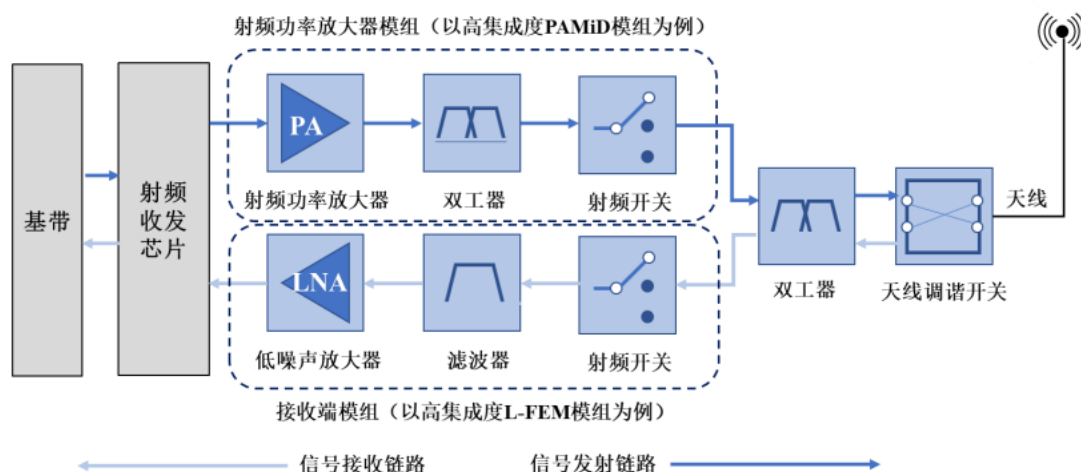 射频功率放大器模组（以高集成度PAMiD模组为例）
基带
射频
收发
芯片
PA
射频功率放大器
双工器
射频开关
天线
双工器
天线调谐开关
LNA
低噪声放大器
滤波器
射频开关
接收端模组（以高集成度L-FEM模组为例）
信号接收链路
信号发射链路